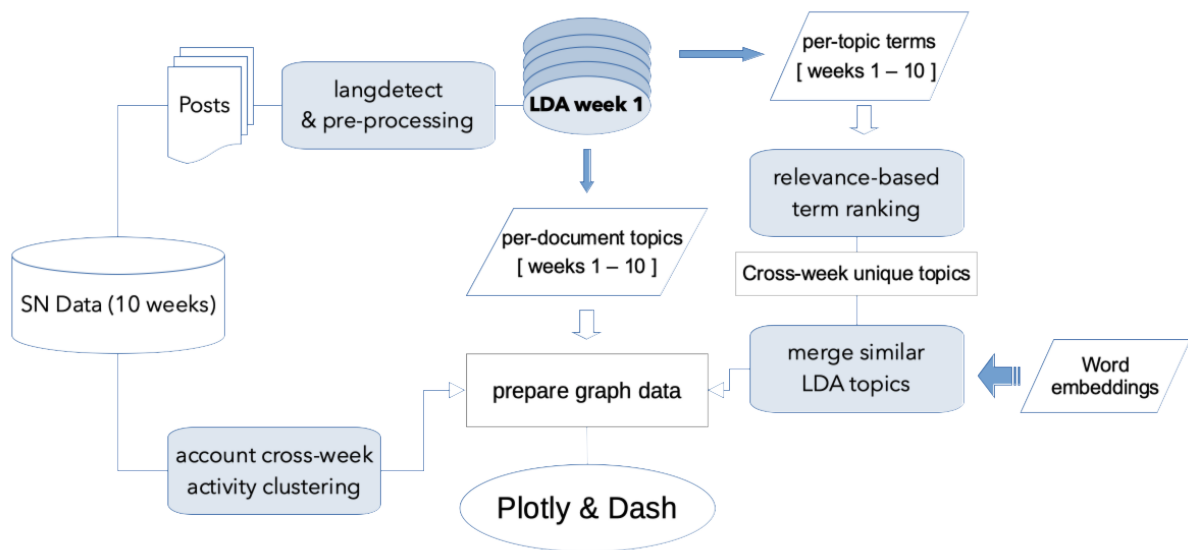 Posts
langdetect
& pre-processing
LDA week 1
per-topic terms
[ weeks 1 – 10 ]
relevance-based
term ranking
per-document topics
[ weeks 1 – 10 ]
Cross-week unique topics
SN Data (10 weeks)
merge similar
LDA topics
Word
embeddings
prepare graph data
account cross-week
activity clustering
Plotly & Dash